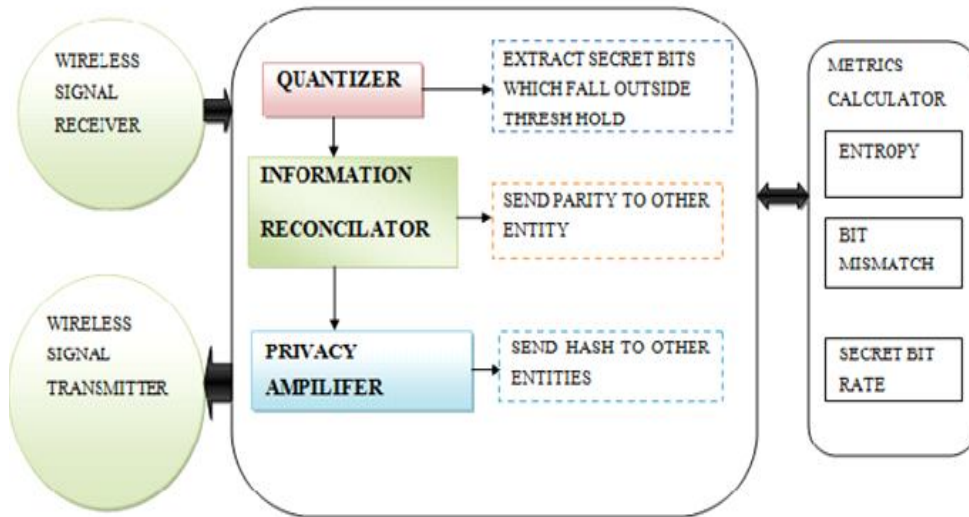 WIRELESS
SIGNAL
RECEIVER
QUANTIZER
EXTRACT SECRET BITS
WHICH FALL OUTSIDE
THRESH HOLD
INFORMATION
RECONCILATOR
SEND PARITY TO OTHER
ENTITY
WIRELESS
SIGNAL
TRANSMITTER
PRIVACY
AMPILIFER
SEND HASH TO OTHER
ENTITIES
METRICS
CALCULATOR
ENTROPY
BIT
MISMATCH
SECRET BIT
RATE